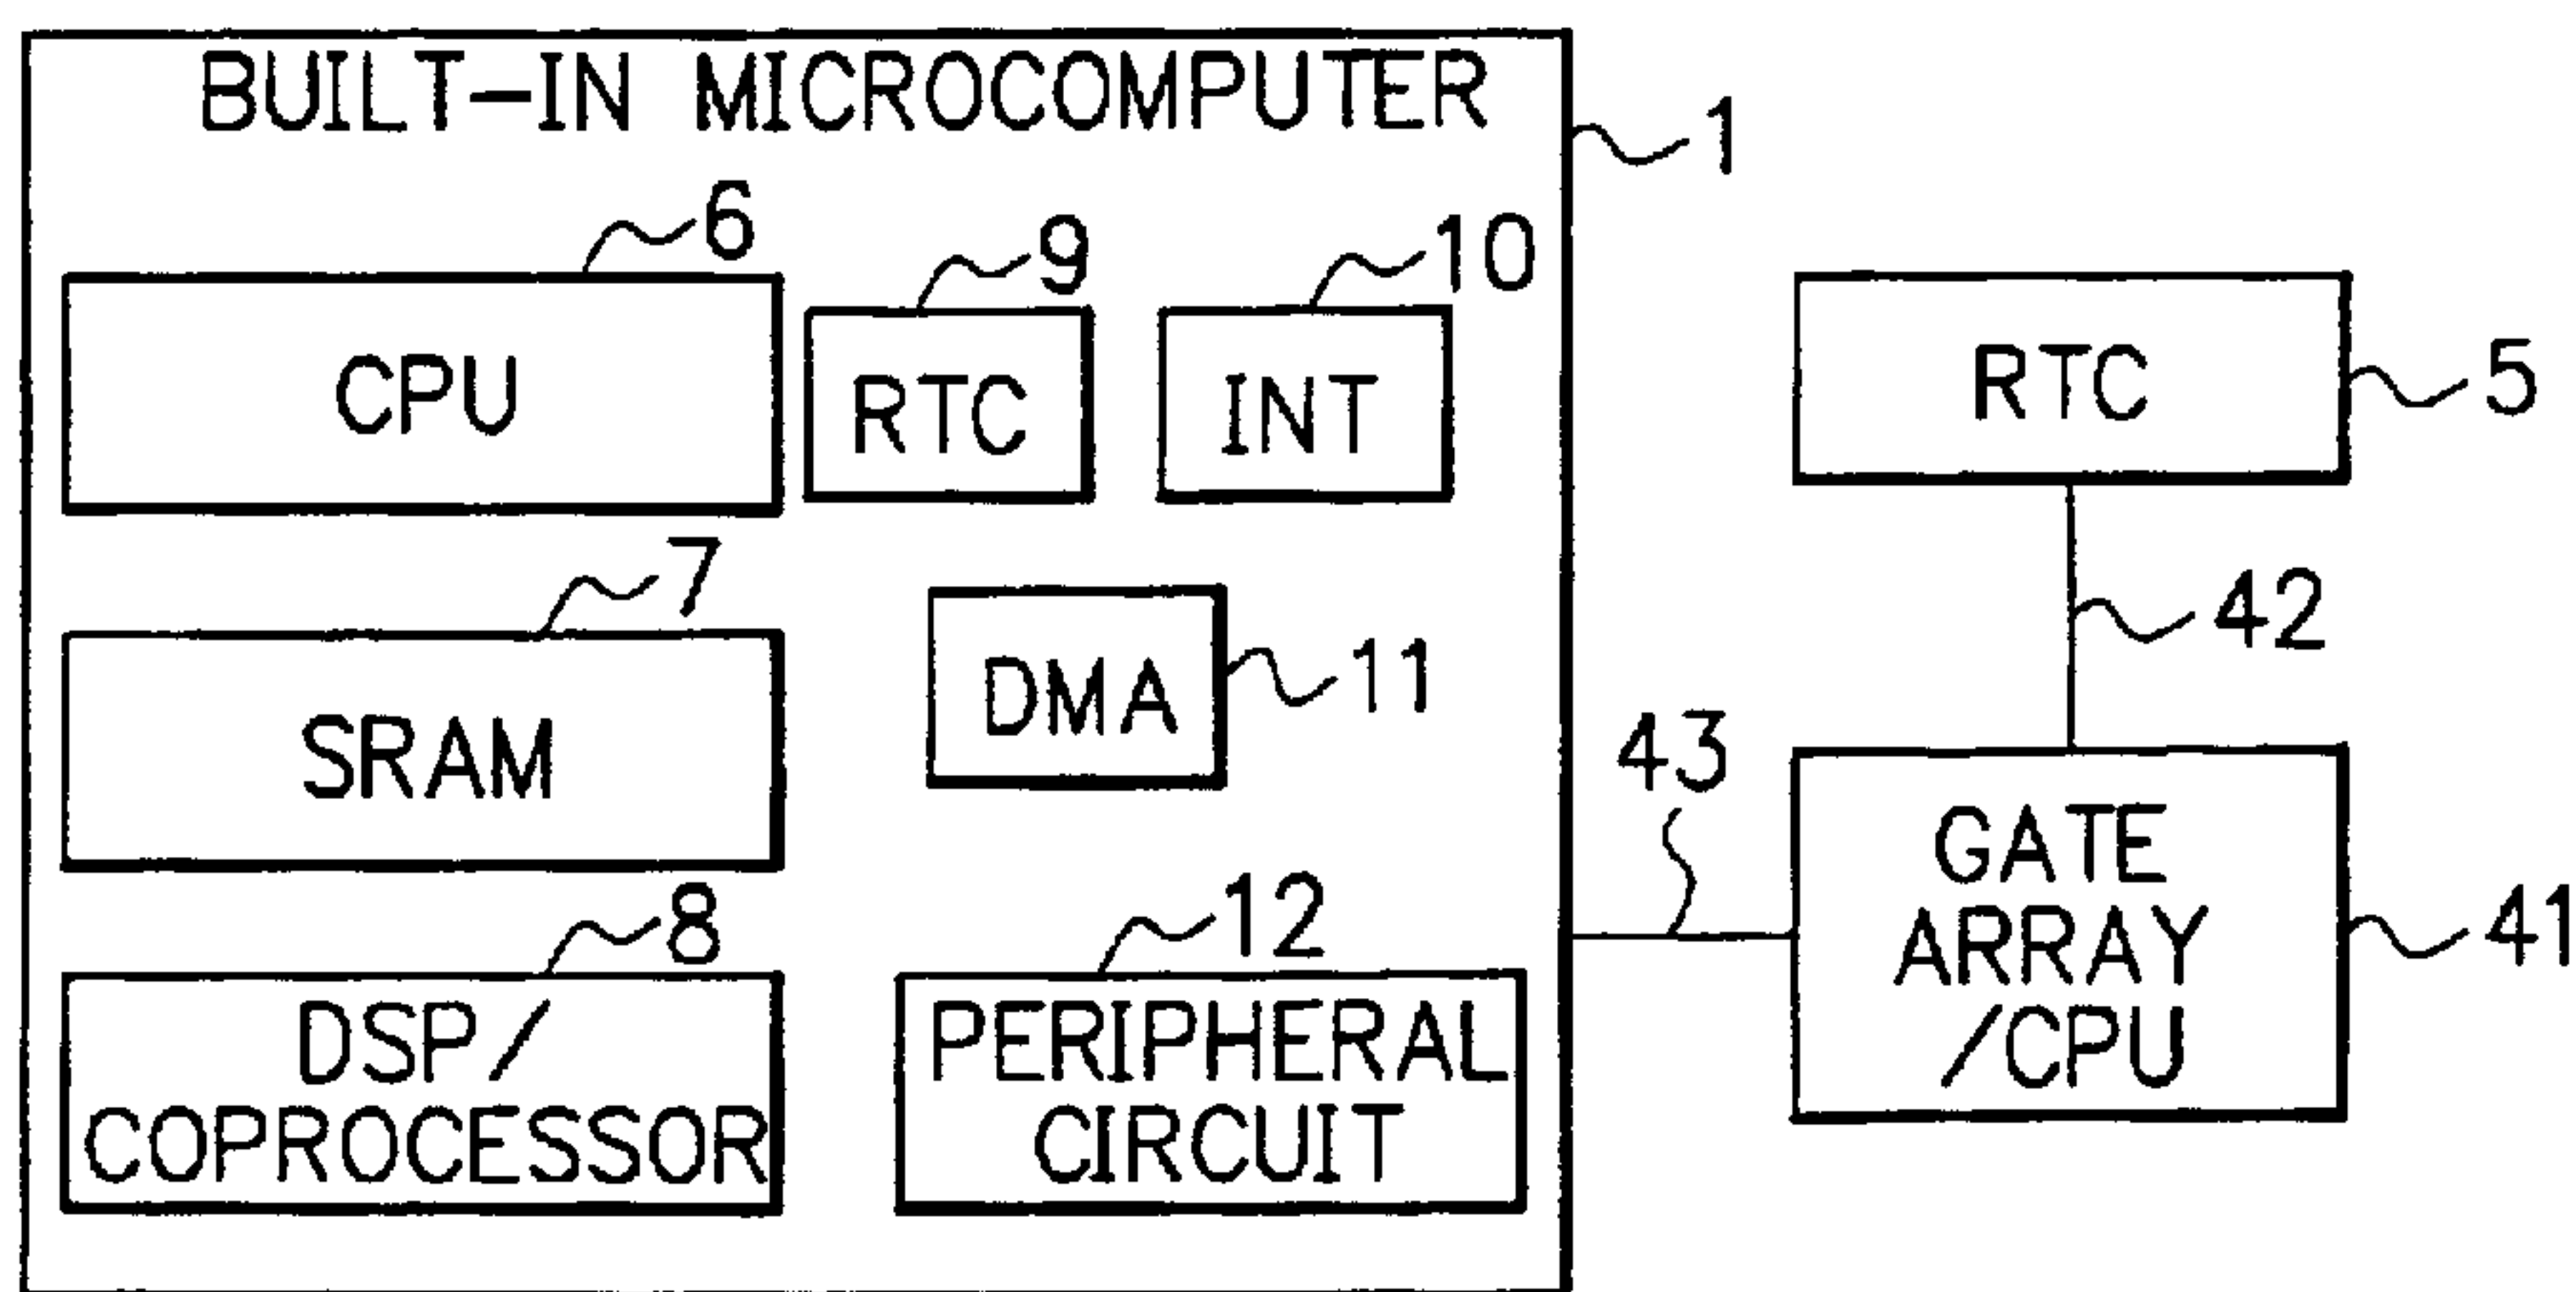 BUILT-IN MICROCOMPUTER
1
6
9
10
CPU
RTC
INT
RTC
5
7
42
SRAM
DMA
11
43
8
12
GATE
ARRAY
/CPU
41
DSP/
COPROCESSOR
PERIPHERAL
CIRCUIT